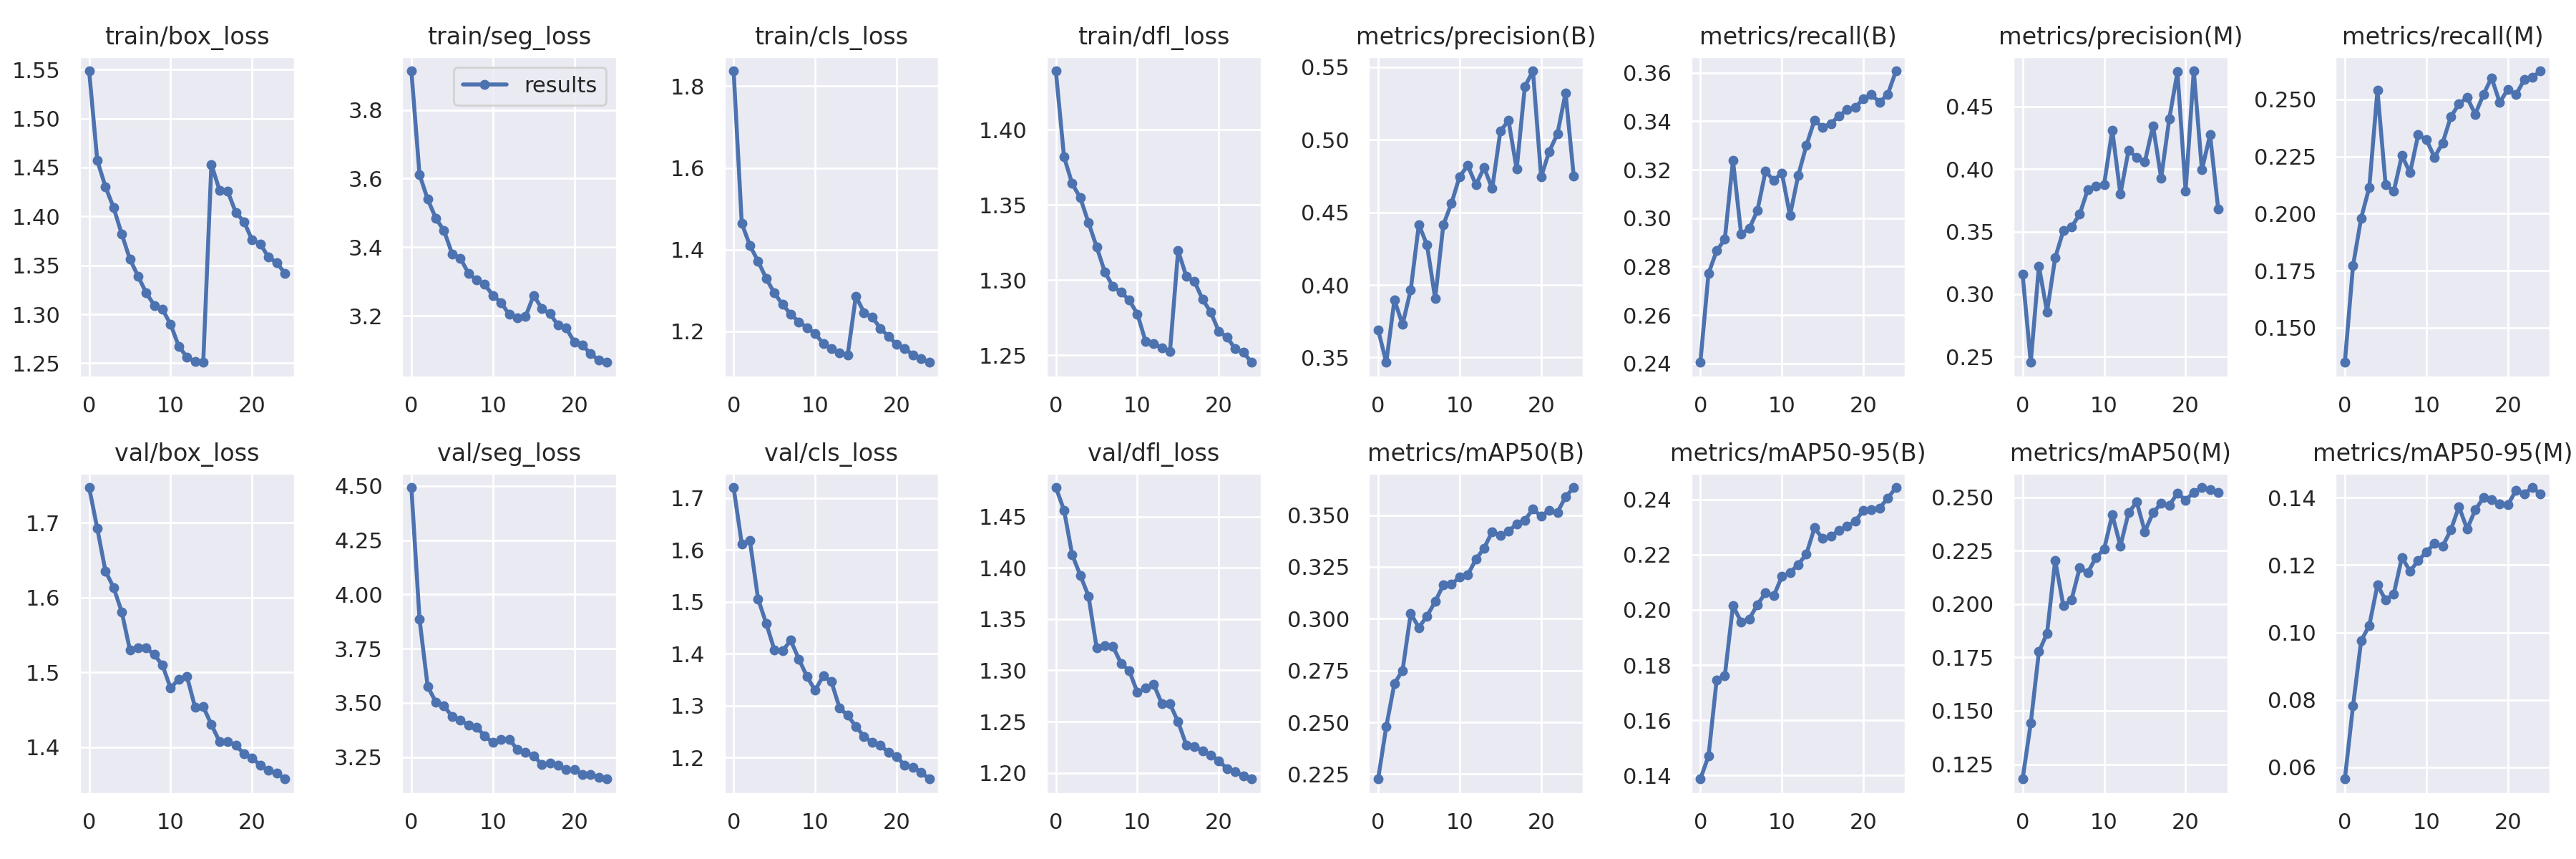 train/box_loss
1.55
1.50
1.45
1.40
1.35
1.30
1.25
0 10 20
train/seg_loss
results
3.8
3.6
3.4
3.2
0 10 20
train/cls_loss
1.8
1.6
1.4
1.2
0 10 20
train/dfl_loss
1.40
1.35
1.30
1.25
0 10 20
metrics/precision(B)
0.55
0.50
0.45
0.40
0.35
0 10 20
metrics/recall(B)
0.36
0.34
0.32
0.30
0.28
0.26
0.24
0 10 20
metrics/precision(M)
0.45
0.40
0.35
0.30
0.25
0 10 20
metrics/recall(M)
0.250
0.225
0.200
0.175
0.150
0 10 20
val/box_loss
1.7
1.6
1.5
1.4
0 10 20
val/seg_loss
4.50
4.25
4.00
3.75
3.50
3.25
0 10 20
val/cls_loss
1.7
1.6
1.5
1.4
1.3
1.2
0 10 20
val/dfl_loss
1.45
1.40
1.35
1.30
1.25
1.20
0 10 20
metrics/mAP50(B)
0.350
0.325
0.300
0.275
0.250
0.225
0 10 20
metrics/mAP50-95(B)
0.24
0.22
0.20
0.18
0.16
0.14
0 10 20
metrics/mAP50(M)
0.250
0.225
0.200
0.175
0.150
0.125
0 10 20
metrics/mAP50-95(M)
0.14
0.12
0.10
0.08
0.06
0 10 20